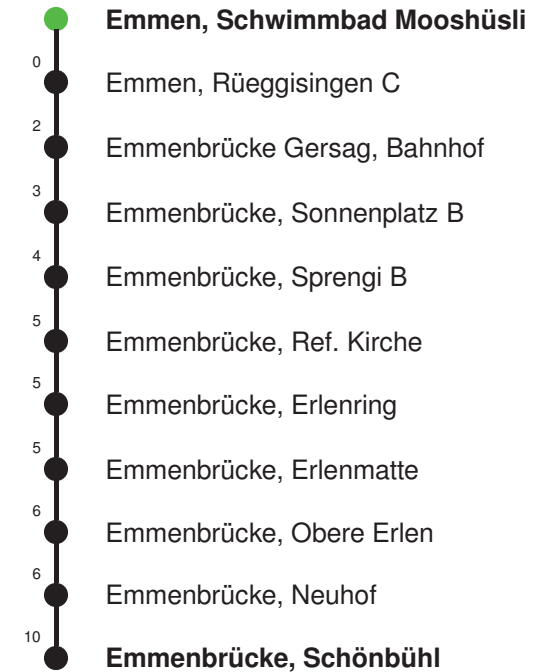 Emmen, Schwimmbad Mooshüsli
0
Emmen, Rüeggisingen C
2
Emmenbrücke Gersag, Bahnhof
3
Emmenbrücke, Sonnenplatz B
4
Emmenbrücke, Sprengi B
5
Emmenbrücke, Ref. Kirche
5
Emmenbrücke, Erlenring
5
Emmenbrücke, Erlenmatte
6
Emmenbrücke, Obere Erlen
6
Emmenbrücke, Neuhof
10
Emmenbrücke, Schönbühl